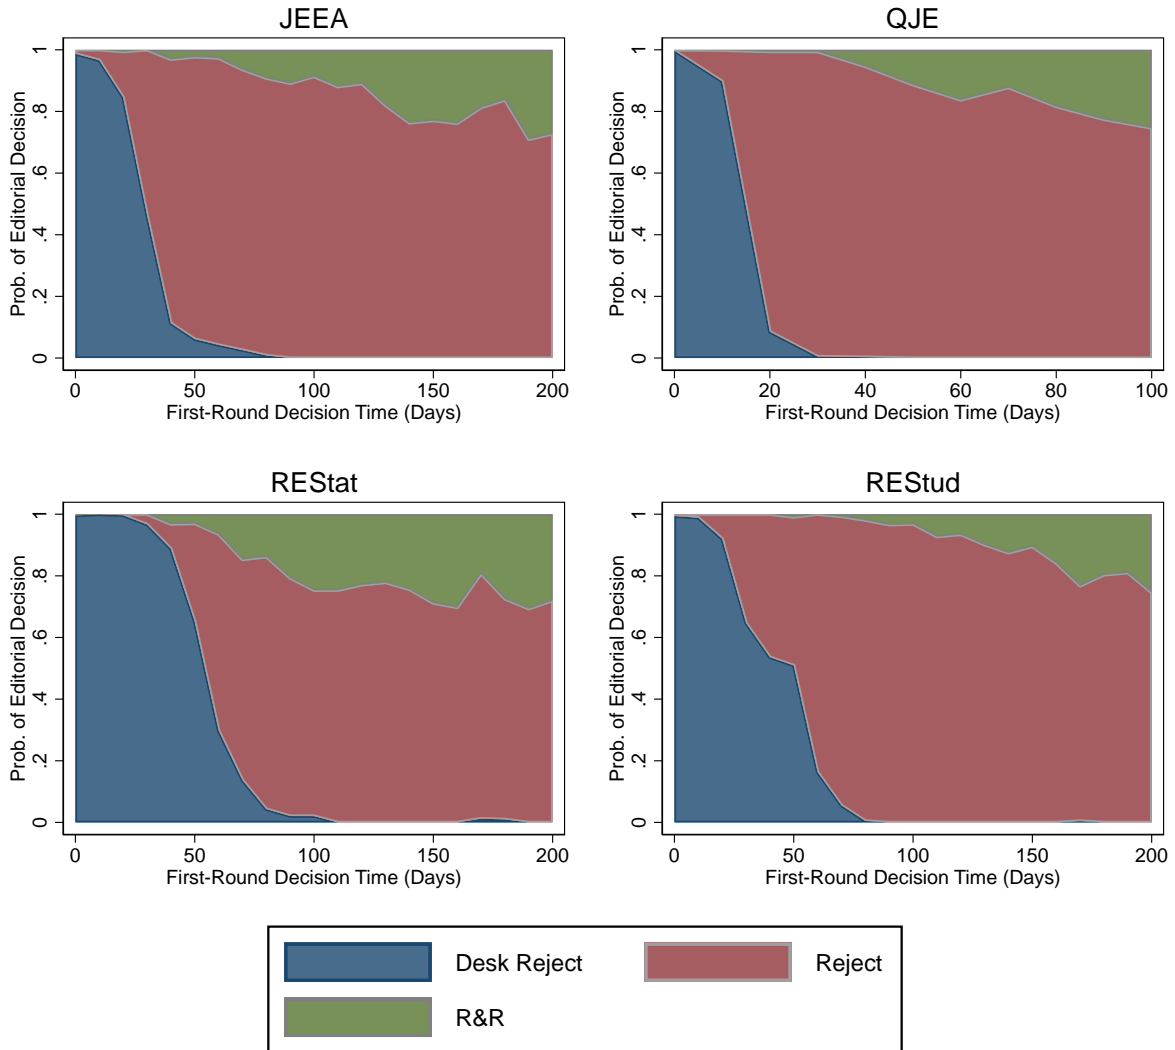 JEEA
Prob. of Editorial Decision
0 .2 .4 .6 .8 1
0 50 100 150 200
First-Round Decision Time (Days)
QJE
Prob. of Editorial Decision
0 .2 .4 .6 .8 1
0 20 40 60 80 100
First-Round Decision Time (Days)
REStat
Prob. of Editorial Decision
0 .2 .4 .6 .8 1
0 50 100 150 200
First-Round Decision Time (Days)
REStud
Prob. of Editorial Decision
0 .2 .4 .6 .8 1
0 50 100 150 200
First-Round Decision Time (Days)
Desk Reject
Reject
R&R